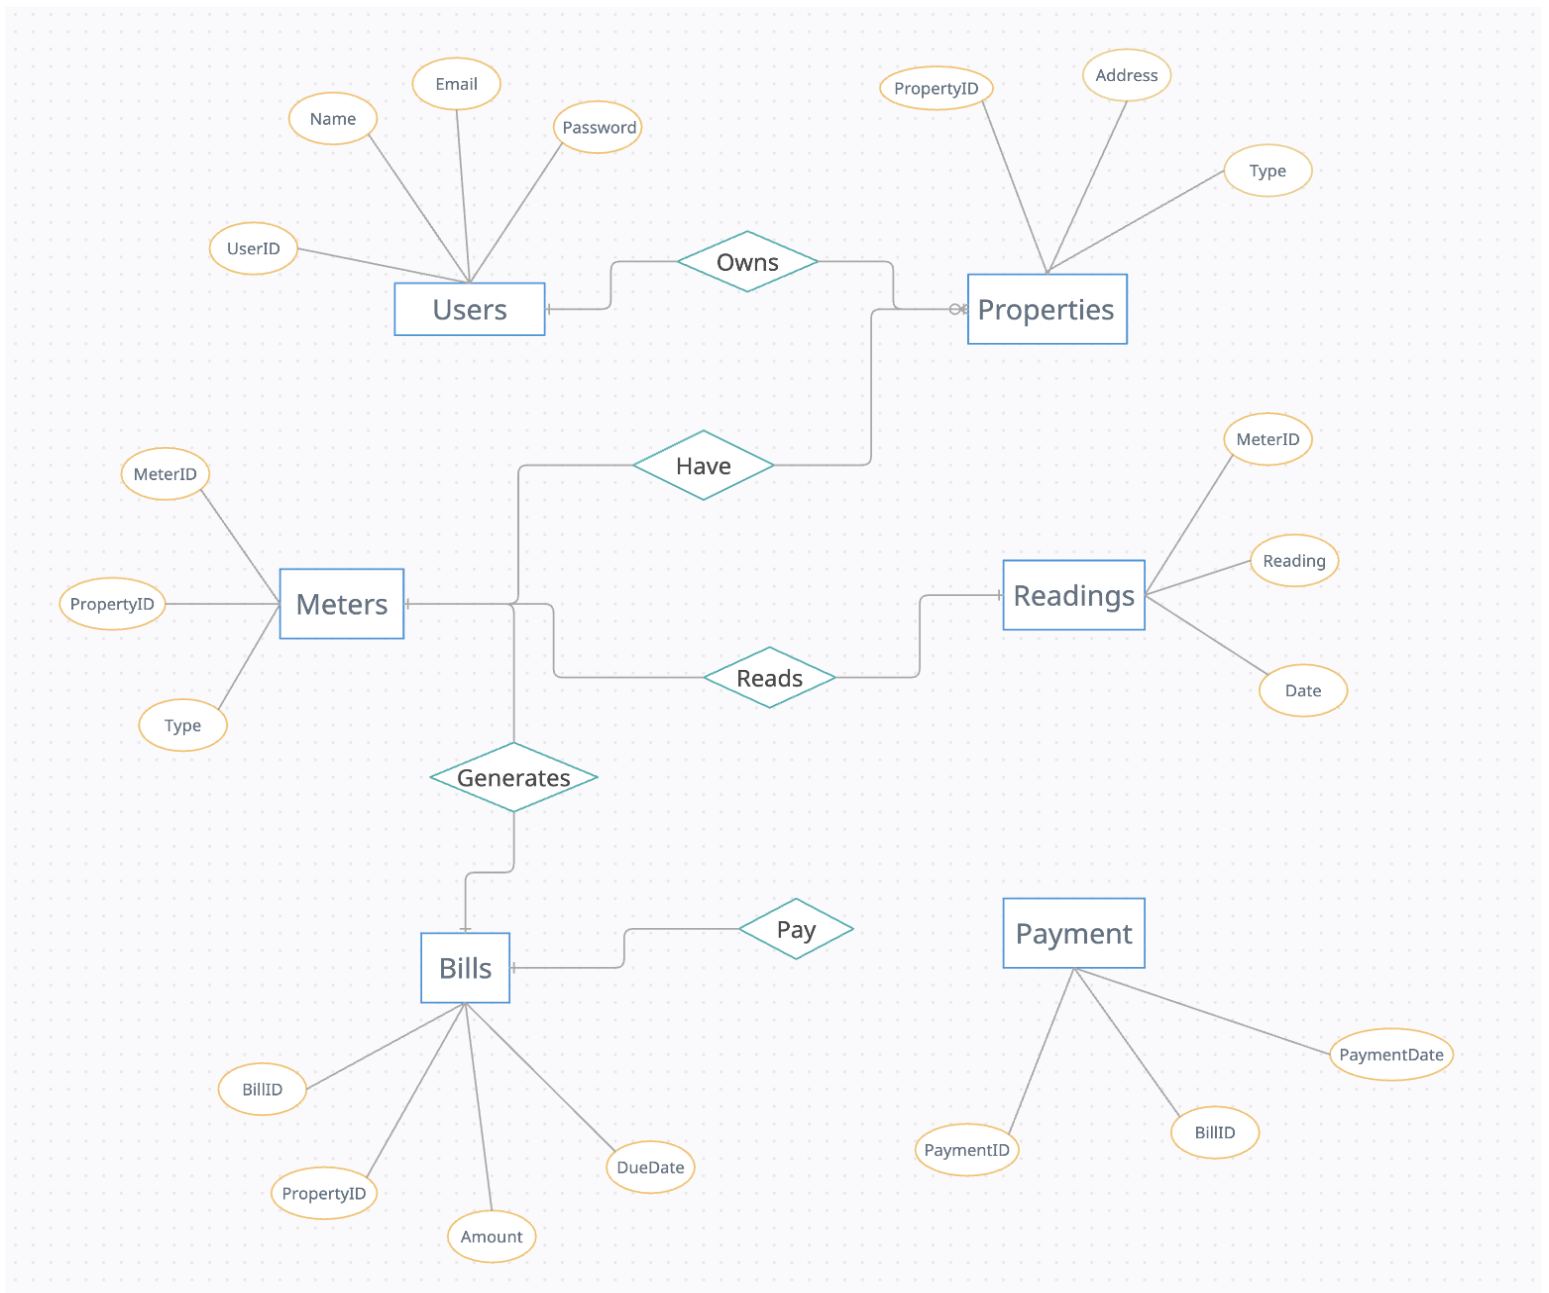 Email
PropertyID
Address
Name
Password
Type
UserID
Owns
Users
Properties
MeterID
Have
MeterID
PropertyID
Meters
Reading
Readings
Type
Reads
Date
Generates
Bills
Pay
Payment
BillID
PropertyID
Amount
DueDate
PaymentID
BillID
PaymentDate